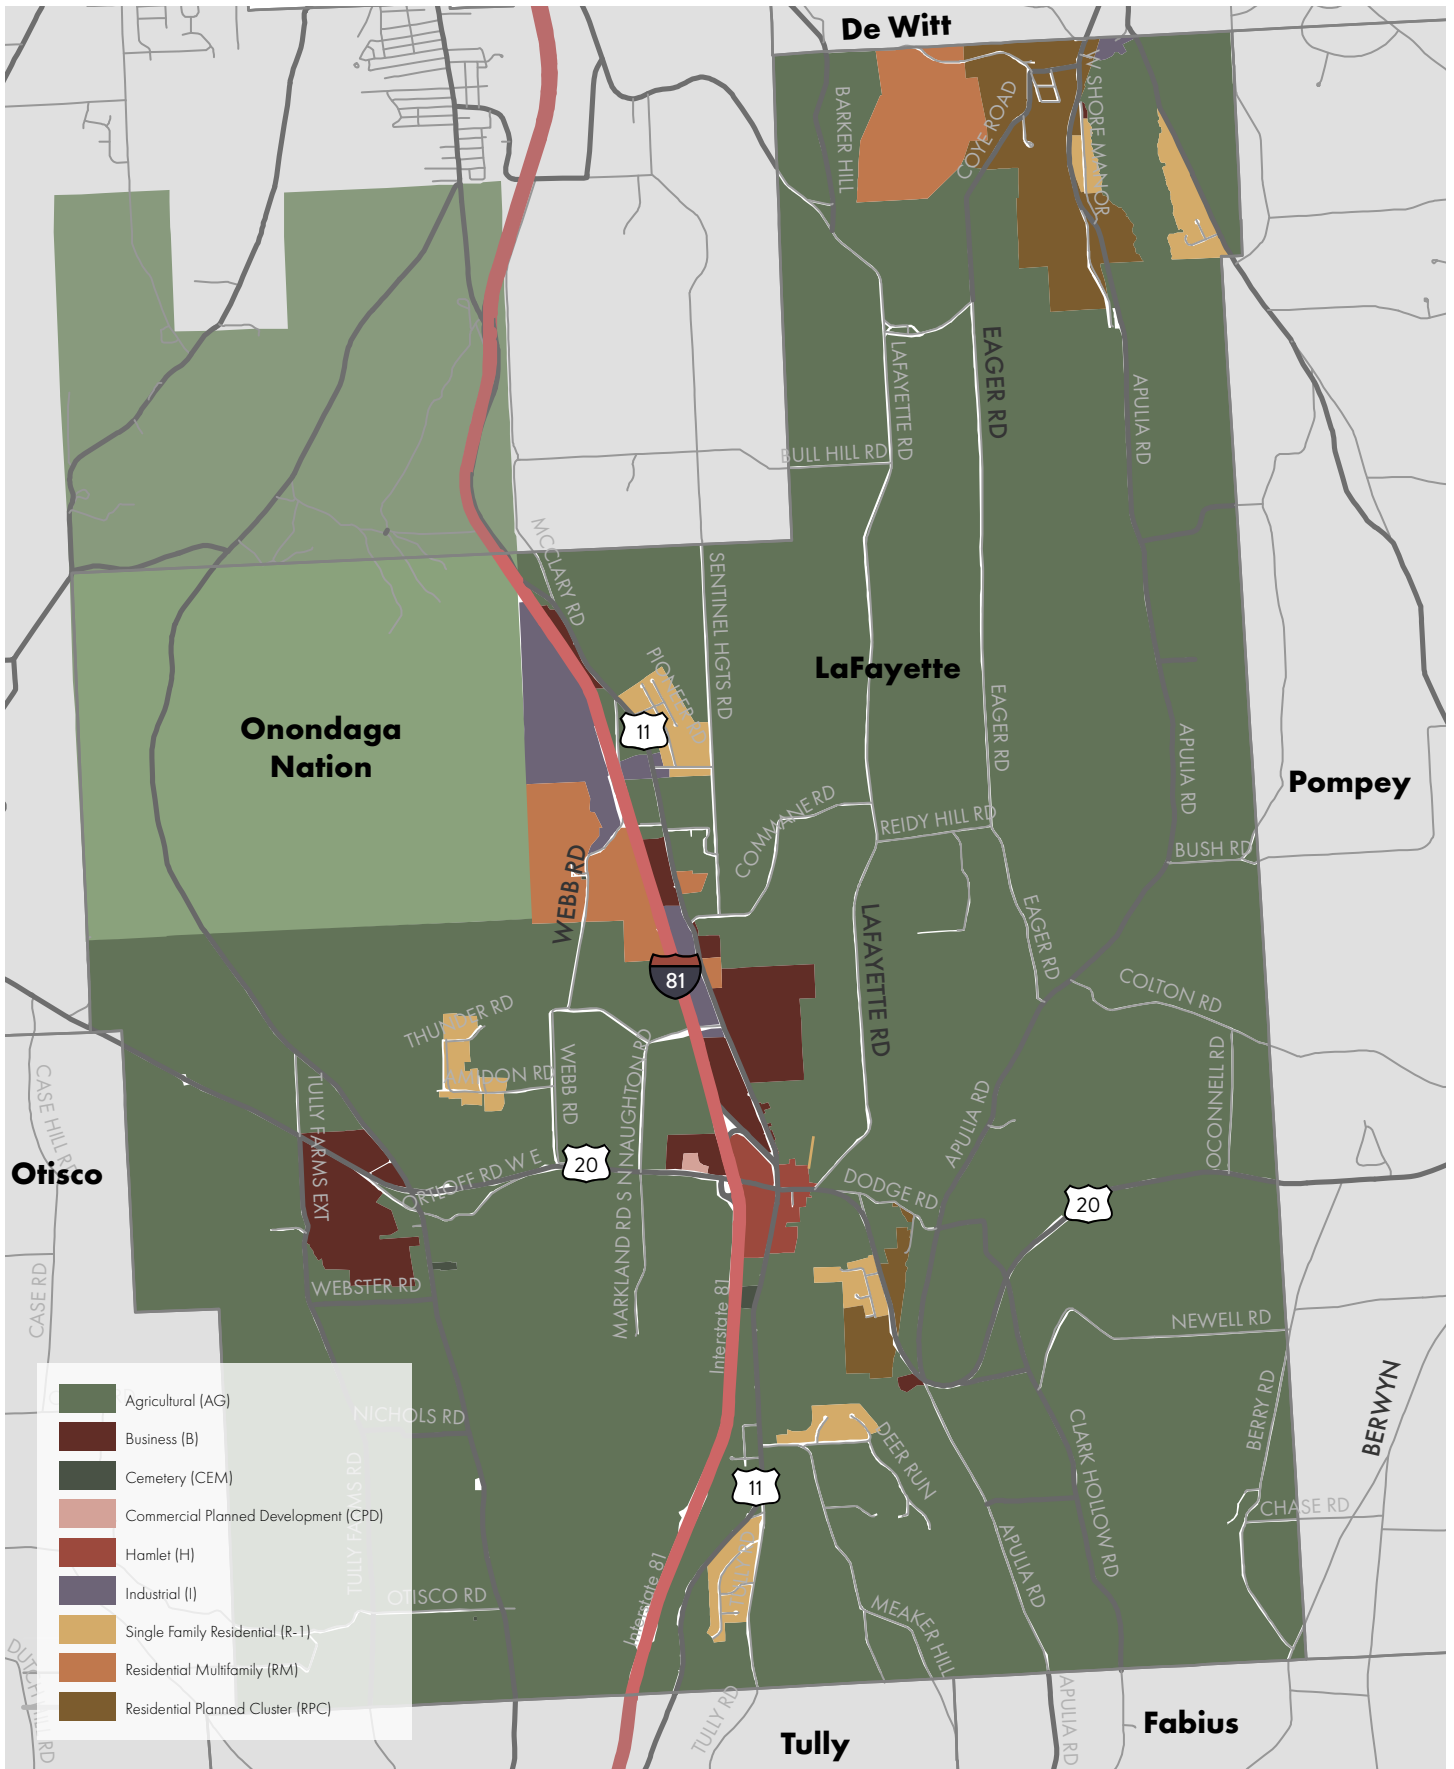 De Witt
BARKER HILL
COYE ROAD
W SHORE MANOR
LAFAYETTE RD
EAGER RD
APULIA RD
BULL HILL RD
MCCLARY RD
SENTINEL HGTS RD
LaFayette
PIONEER
11
EAGER RD
APULIA RD
Onondaga
Nation
Pompey
COMMANE RD
REIDY HILL RD
BUSH RD
WEBB RD
LAFAYETTE RD
EAGER RD
81
COLTON RD
THUNDER RD
WEBB RD
MARKLAND RD S NNAUGHTON RD
OCONNELL RD
CASE HILL RD
TULLY FARMS EXT
APULIA RD
Otisco
ORTLOFF RD W E
20
DODGE RD
20
CASE RD
WEBSTER RD
Interstate 81
NEWELL RD
BERRY RD
BERWYN
NICHOLS RD
DEER RUN
CLARK HOLLOW RD
11
CHASE RD
TULLY FARMS RD
OTISCO RD
Interstate 81
APULIA RD
MEAKER HILL
Agricultural (AG)
Business (B)
Cemetery (CEM)
Commercial Planned Development (CPD)
Hamlet (H)
Industrial (I)
Single Family Residential (R-1)
Residential Multifamily (RM)
Residential Planned Cluster (RPC)
TULLY RD
APULIA RD
Fabius
Tully